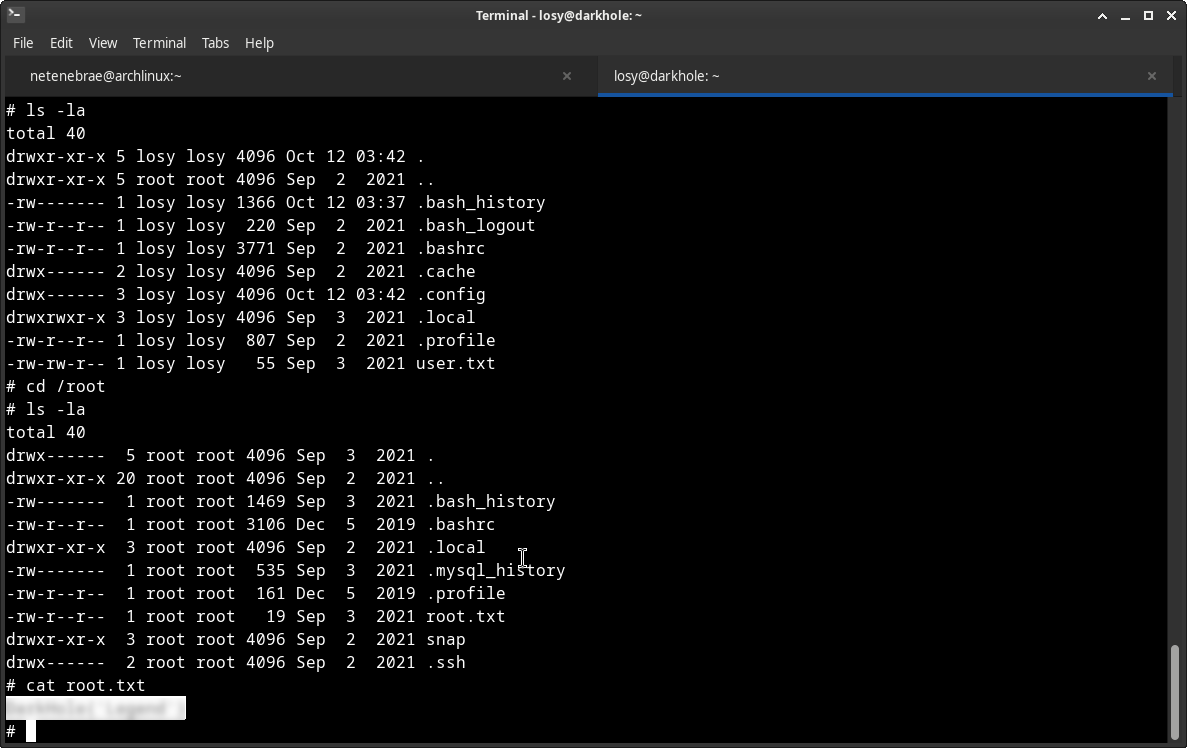 Terminal - losy@darkhole: ~
File Edit View Terminal Tabs Help
netenebrae@archlinux:~
losy@darkhole: ~
# ls -la
total 40
drwxr-xr-x 5 losy losy 4096 Oct 12 03:42 .
drwxr-xr-x 5 root root 4096 Sep  2  2021 ..
-rw------- 1 losy losy 1366 Oct 12 03:37 .bash_history
-rw-r--r-- 1 losy losy  220 Sep  2  2021 .bash_logout
-rw-r--r-- 1 losy losy 3771 Sep  2  2021 .bashrc
drwx------ 2 losy losy 4096 Sep  2  2021 .cache
drwx------ 3 losy losy 4096 Oct 12 03:42 .config
drwxrwxr-x 3 losy losy 4096 Sep  3  2021 .local
-rw-r--r-- 1 losy losy  807 Sep  2  2021 .profile
-rw-rw-r-- 1 losy losy   55 Sep  3  2021 user.txt
# cd /root
# ls -la
total 40
drwx------  5 root root 4096 Sep  3  2021 .
drwxr-xr-x 20 root root 4096 Sep  2  2021 ..
-rw-------  1 root root 1469 Sep  3  2021 .bash_history
-rw-r--r--  1 root root 3106 Dec  5  2019 .bashrc
drwxr-xr-x  3 root root 4096 Sep  2  2021 .local
-rw-------  1 root root  535 Sep  3  2021 .mysql_history
-rw-r--r--  1 root root  161 Dec  5  2019 .profile
-rw-r--r--  1 root root   19 Sep  3  2021 root.txt
drwxr-xr-x  3 root root 4096 Sep  2  2021 snap
drwx------  2 root root 4096 Sep  2  2021 .ssh
# cat root.txt
#